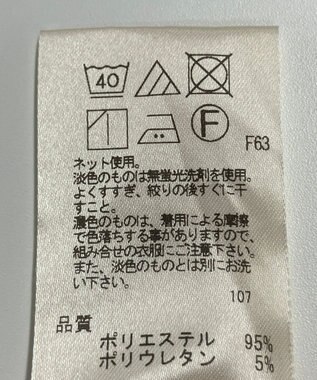 40
F
F63
ネット使用。
淡色のものは無蛍光洗剤を使用。
よくすすぎ、絞りの後すぐに干
すこと。
濃色のものは、着用による摩擦
で色落ちする事がありますので、
組み合せの衣服にご注意下さい。
また、淡色のものとは別にお洗
い下さい。
107
品質
ポリエステル 95%
ポリウレタン 5%